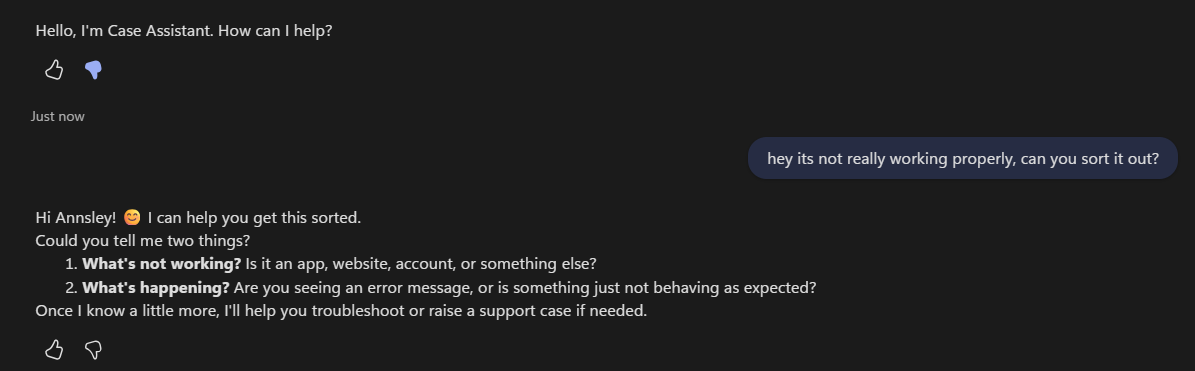 Hello, I'm Case Assistant. How can I help?
Just now
hey its not really working properly, can you sort it out?
Hi Annsley! 😊 I can help you get this sorted.
Could you tell me two things?
1. What's not working? Is it an app, website, account, or something else?
2. What's happening? Are you seeing an error message, or is something just not behaving as expected?
Once I know a little more, I'll help you troubleshoot or raise a support case if needed.